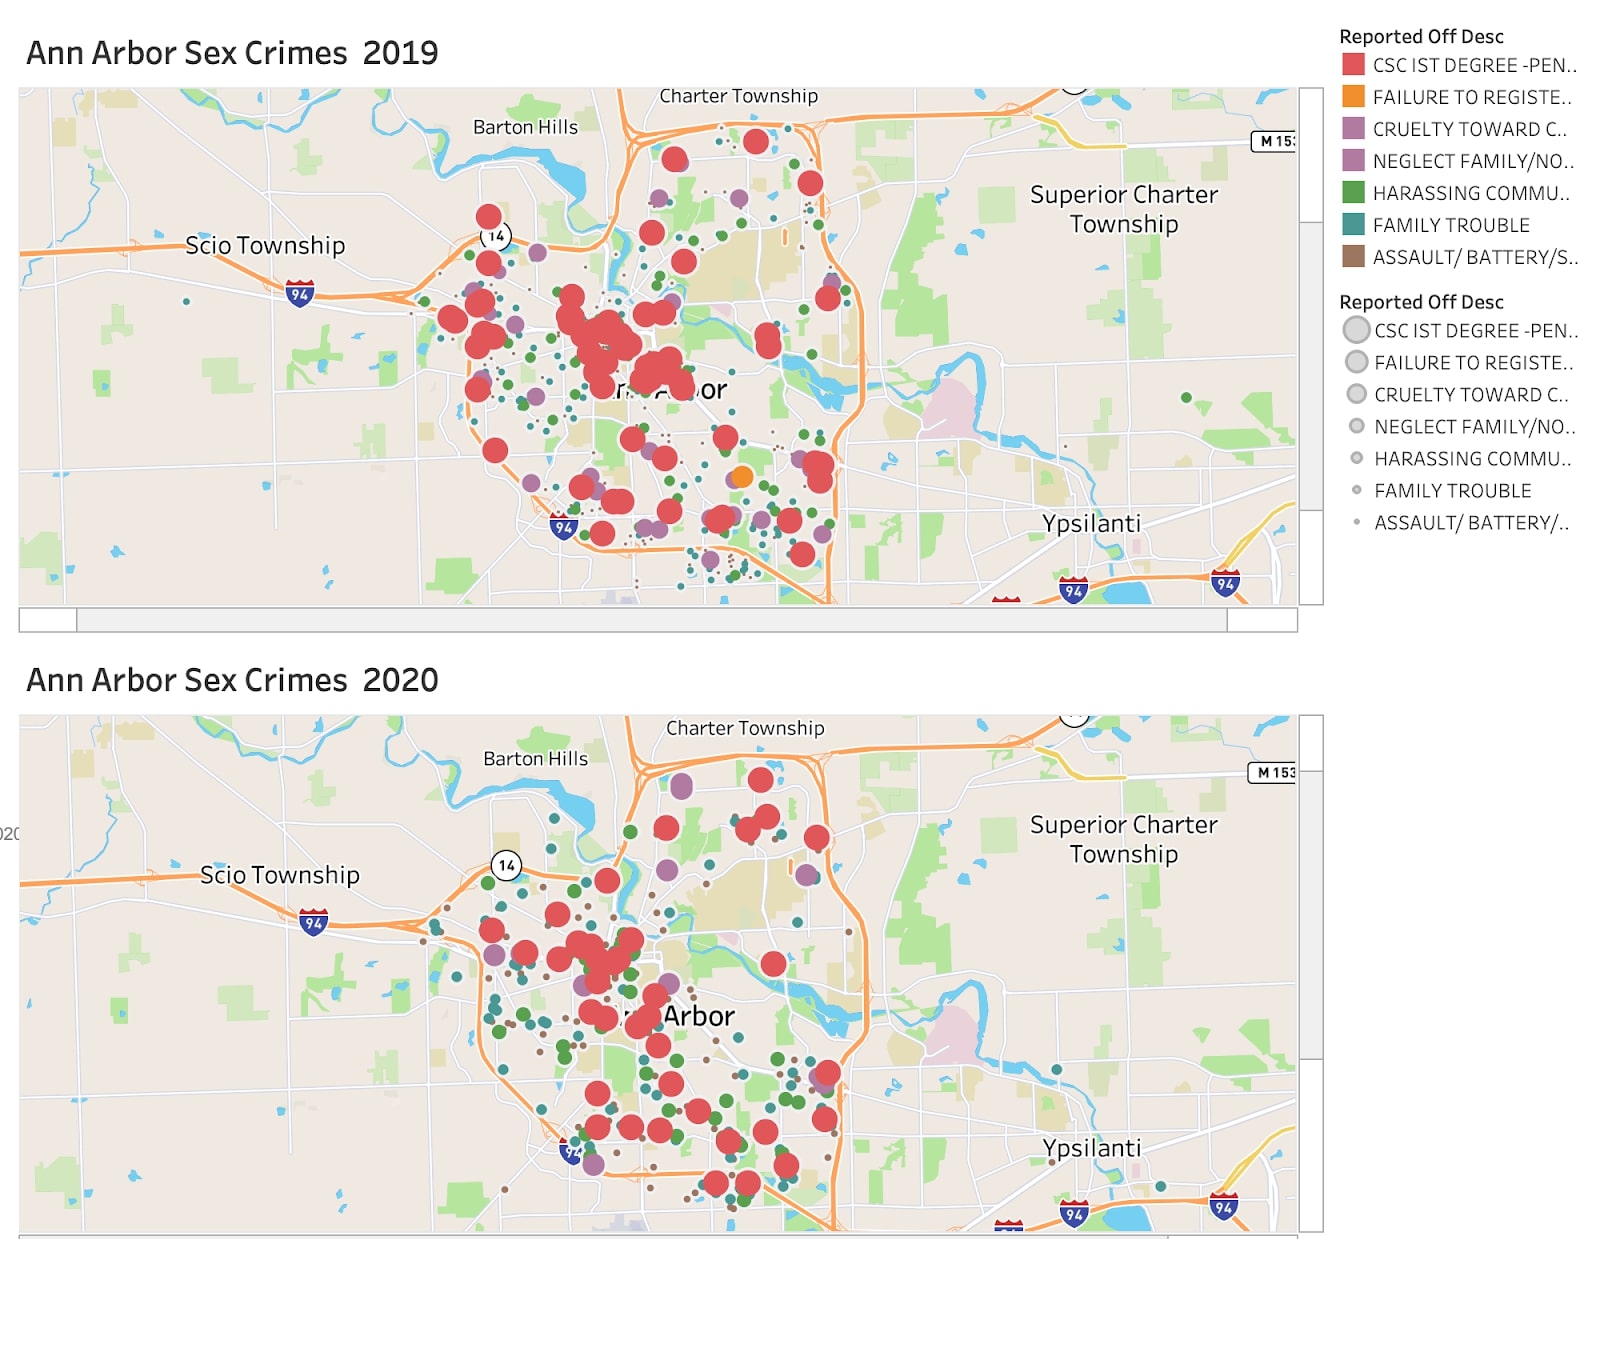 Ann Arbor Sex Crimes 2019
Charter Township
Barton Hills
M 153
Superior Charter
Township
14
Scio Township
94
Arbor
Ypsilanti
94
94
94
Reported Off Desc
CSC IST DEGREE -PEN..
FAILURE TO REGISTE..
CRUELTY TOWARD C..
NEGLECT FAMILY/NO..
HARASSING COMMU..
FAMILY TROUBLE
ASSAULT/ BATTERY/S..
Reported Off Desc
CSC IST DEGREE -PEN..
FAILURE TO REGISTE..
CRUELTY TOWARD C..
NEGLECT FAMILY/NO..
HARASSING COMMU..
FAMILY TROUBLE
ASSAULT/ BATTERY/..
Ann Arbor Sex Crimes 2020
Charter Township
Barton Hills
M 153
Superior Charter
Township
14
Scio Township
94
Arbor
Ypsilanti
94
94
94